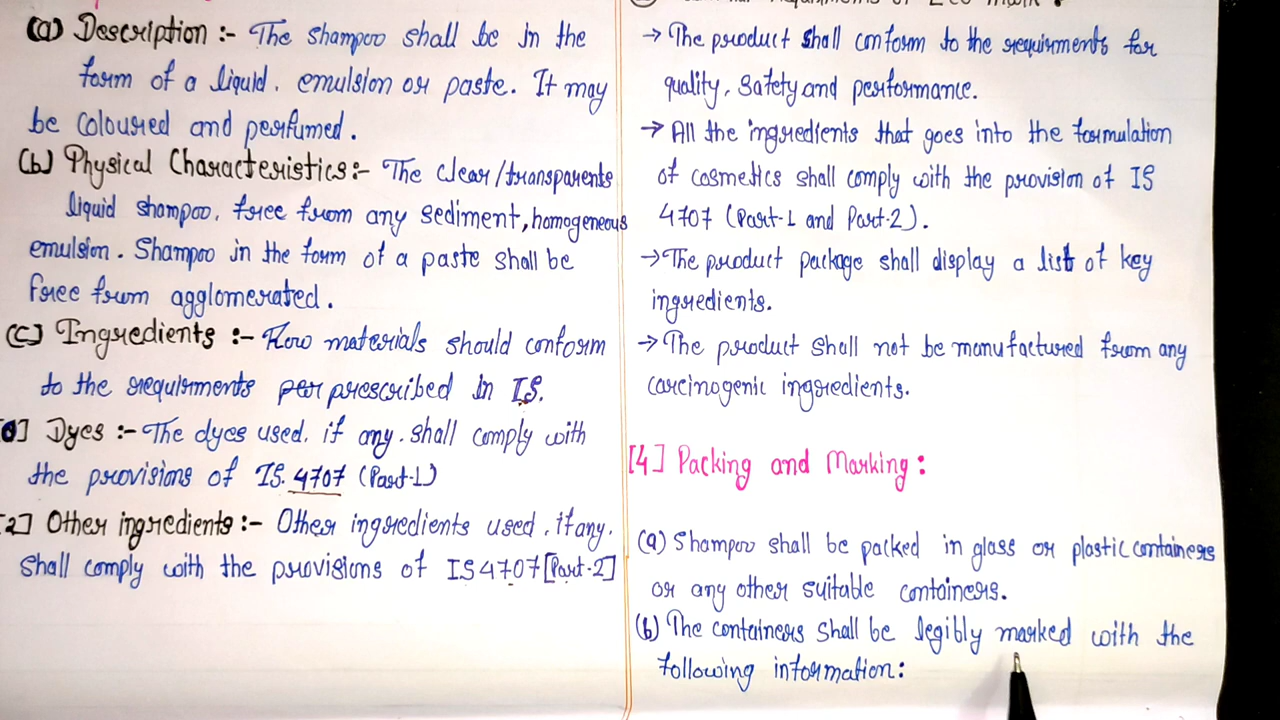 (a) Description :- The shampoo shall be in the
form of a liquid, emulsion or paste. It may
be coloured and perfumed.
(b) Physical Characteristics:- The clear/transparents
liquid shampoo, free from any sediment, homogeneous
emulsion. Shampoo in the form of a paste shall be
free from agglomerated.
(C) Ingredients :- Raw materials should conform
to the requirments per prescribed in IS.
Dyes :- The dyes used, if any, shall comply with
the provisions of IS. 4707 (Part-1)
[2] Other ingredients :- Other ingredients used, if any,
Shall comply with the provisions of IS 4707 [Part-2]
→ The product shall conform to the requirments for
quality, Safety and performance.
→ All the ingredients that goes into the formulation
of cosmetics shall comply with the provision of IS
4707 (Part-1 and Part-2).
→ The product package shall display a list of key
ingredients.
→ The product shall not be manufactured from any
carcinogenic ingredients.
[4] Packing and Marking:
(a) Shampoo shall be packed in glass or plastic containers
or any other suitable containers.
(b) The containers shall be legibly marked with the
following information: